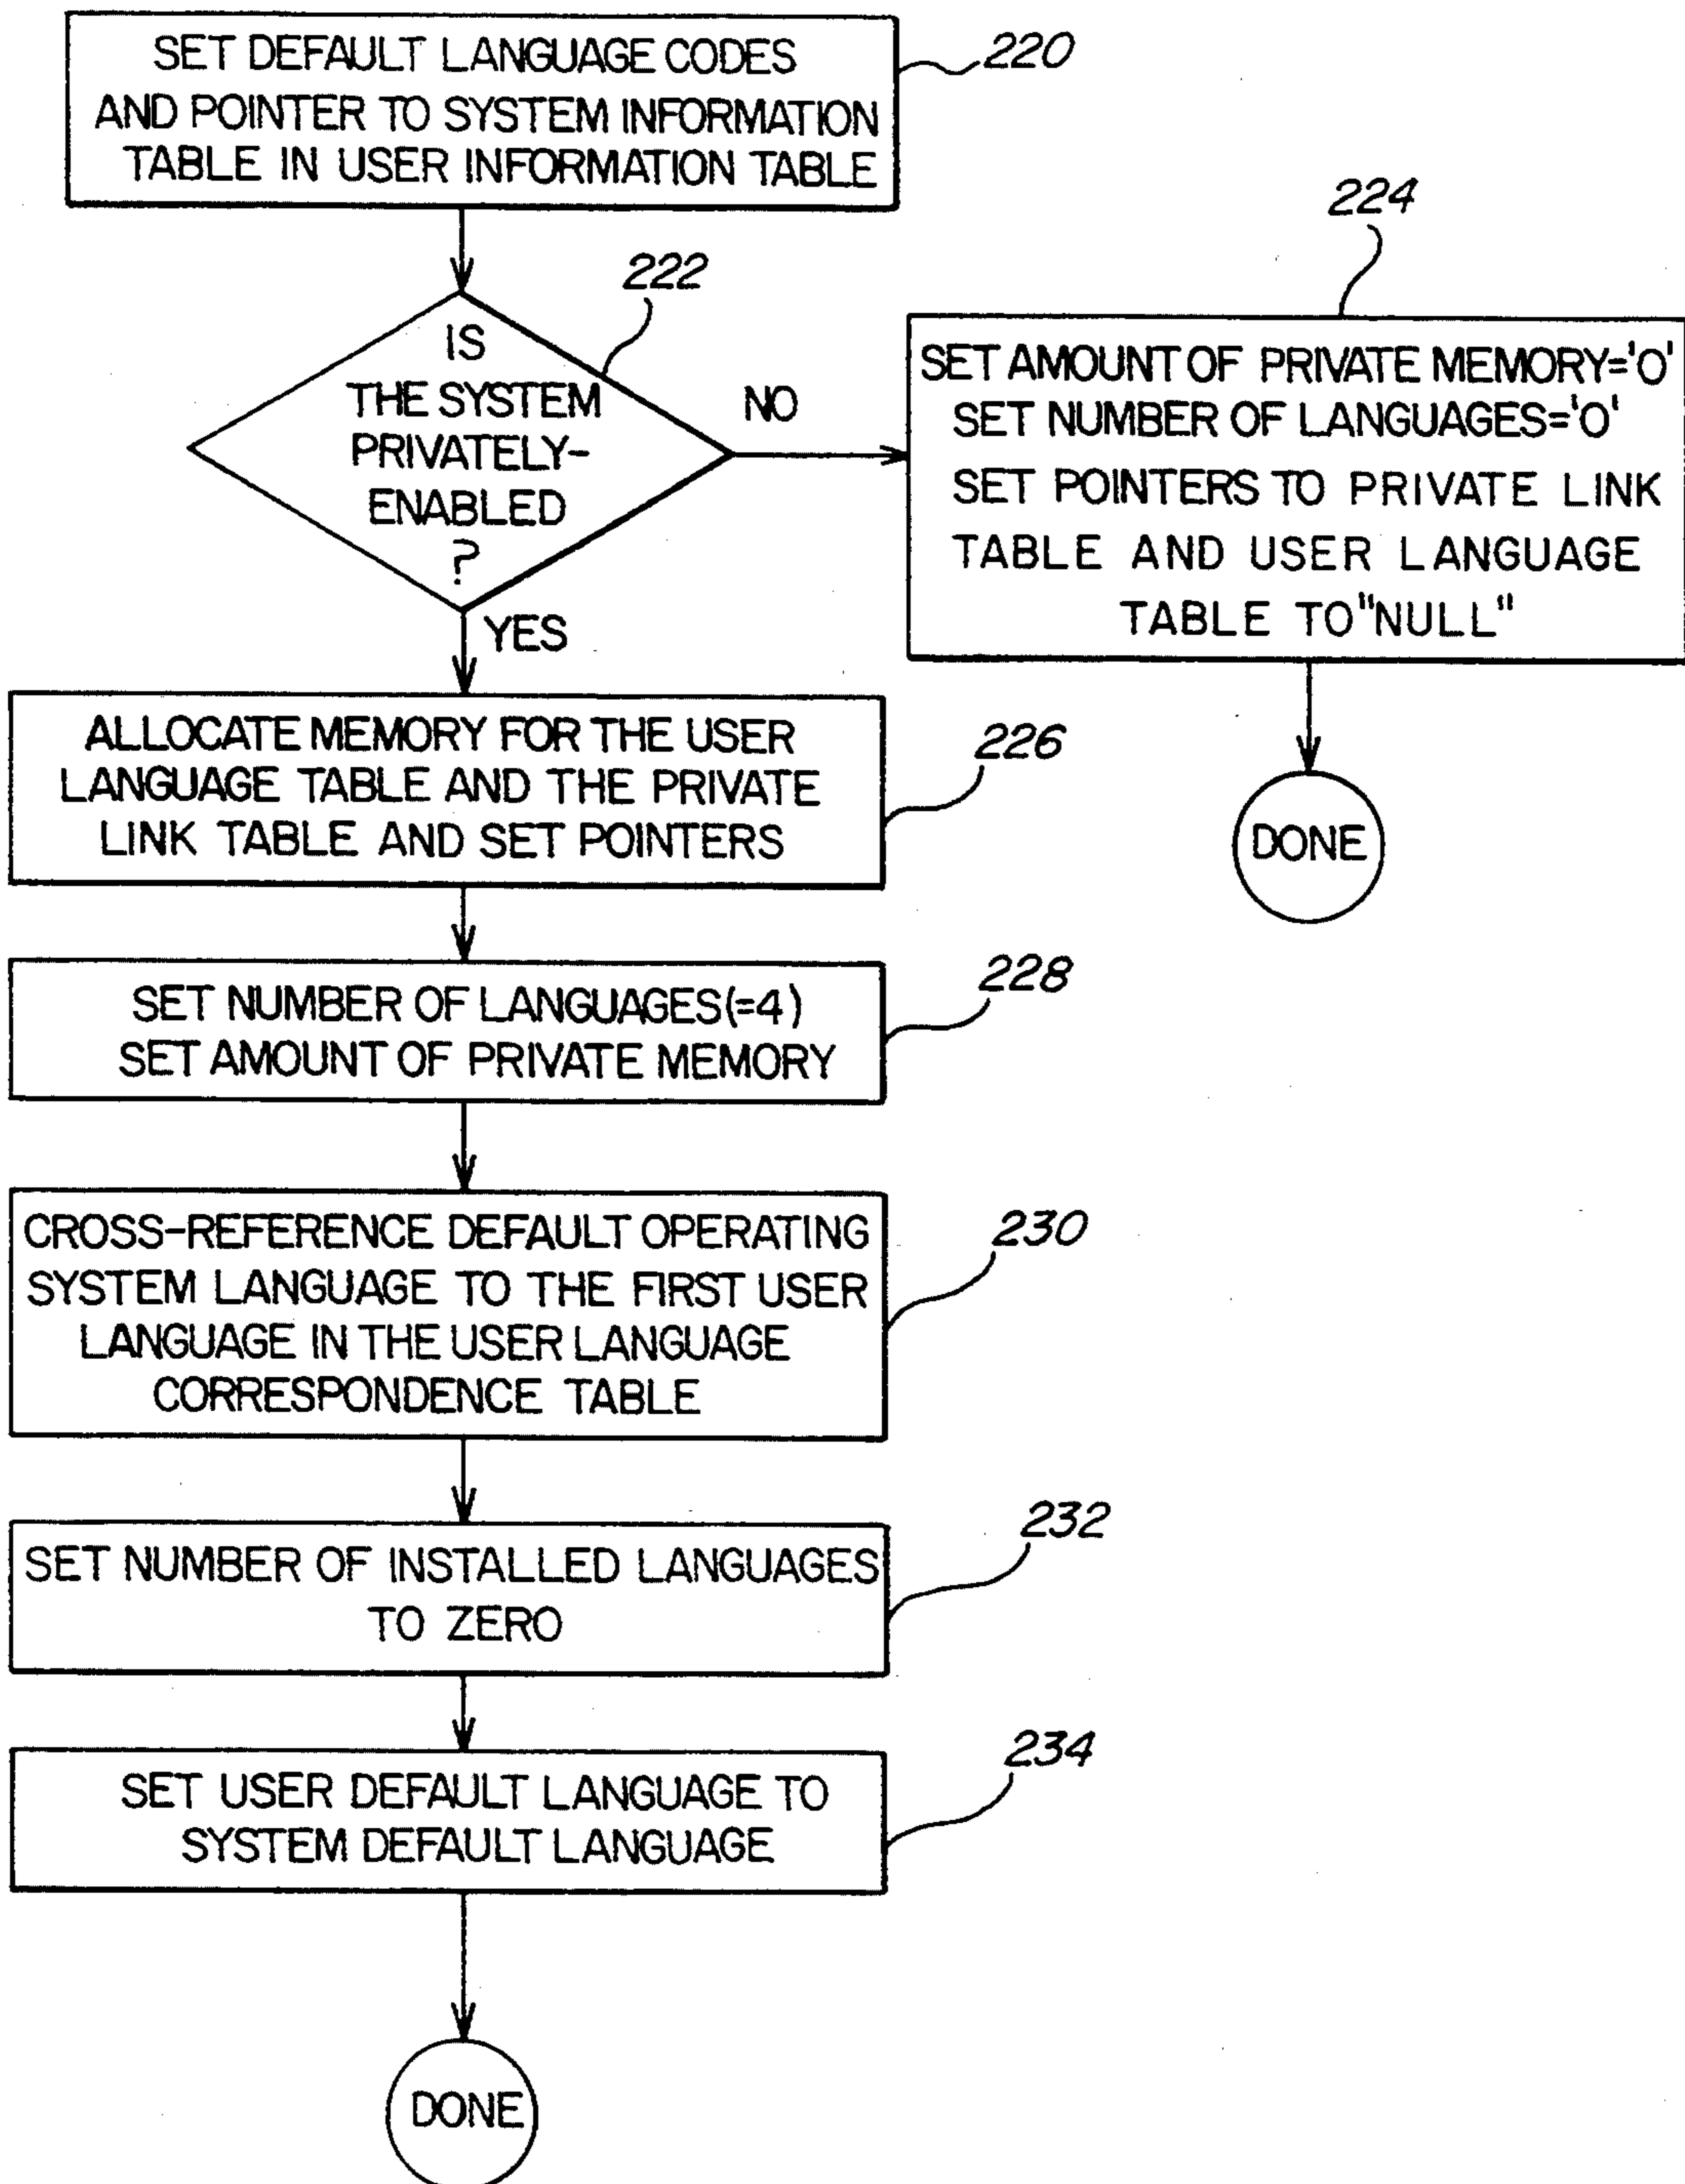 SET DEFAULT LANGUAGE CODES
AND POINTER TO SYSTEM INFORMATION
TABLE IN USER INFORMATION TABLE
220
222
IS
THE SYSTEM
PRIVATELY-
ENABLED
?
NO
YES
224
SET AMOUNT OF PRIVATE MEMORY='0'
SET NUMBER OF LANGUAGES='0'
SET POINTERS TO PRIVATE LINK
TABLE AND USER LANGUAGE
TABLE TO "NULL"
DONE
ALLOCATE MEMORY FOR THE USER
LANGUAGE TABLE AND THE PRIVATE
LINK TABLE AND SET POINTERS
226
SET NUMBER OF LANGUAGES(=4)
SET AMOUNT OF PRIVATE MEMORY
228
CROSS-REFERENCE DEFAULT OPERATING
SYSTEM LANGUAGE TO THE FIRST USER
LANGUAGE IN THE USER LANGUAGE
CORRESPONDENCE TABLE
230
SET NUMBER OF INSTALLED LANGUAGES
TO ZERO
232
SET USER DEFAULT LANGUAGE TO
SYSTEM DEFAULT LANGUAGE
234
DONE